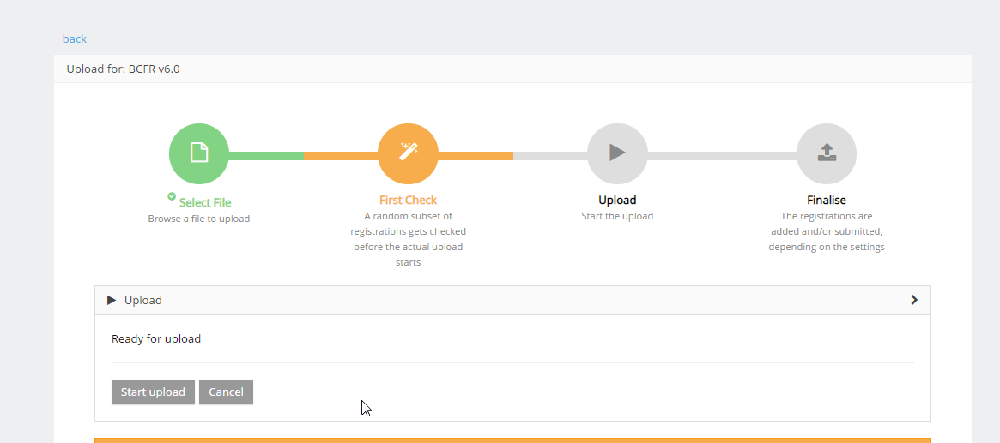 back
Upload for: BCFR v6.0
Select File
Browse a file to upload
First Check
A random subset of
registrations gets checked
before the actual upload
starts
Upload
Start the upload
Finalise
The registrations are
added and/or submitted,
depending on the settings
Upload
Ready for upload
Start upload
Cancel